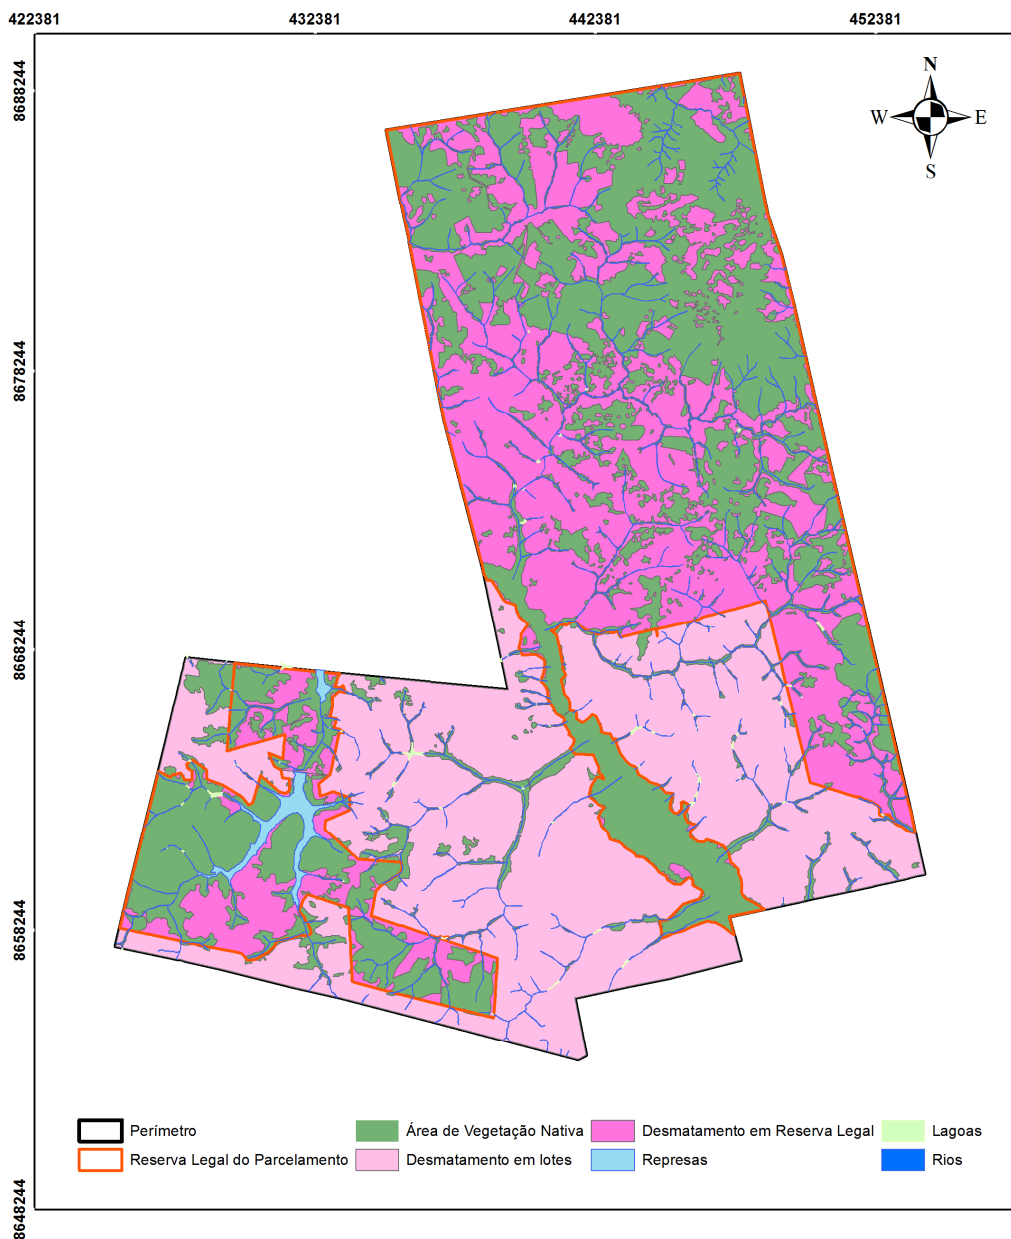 422381 432381 442381 452381
N
W E
S
8688244
8678244
8668244
8658244
8648244
Perímetro Área de Vegetação Nativa Desmatamento em Reserva Legal Lagoas
Reserva Legal do Parcelamento Desmatamento em lotes Represas Rios